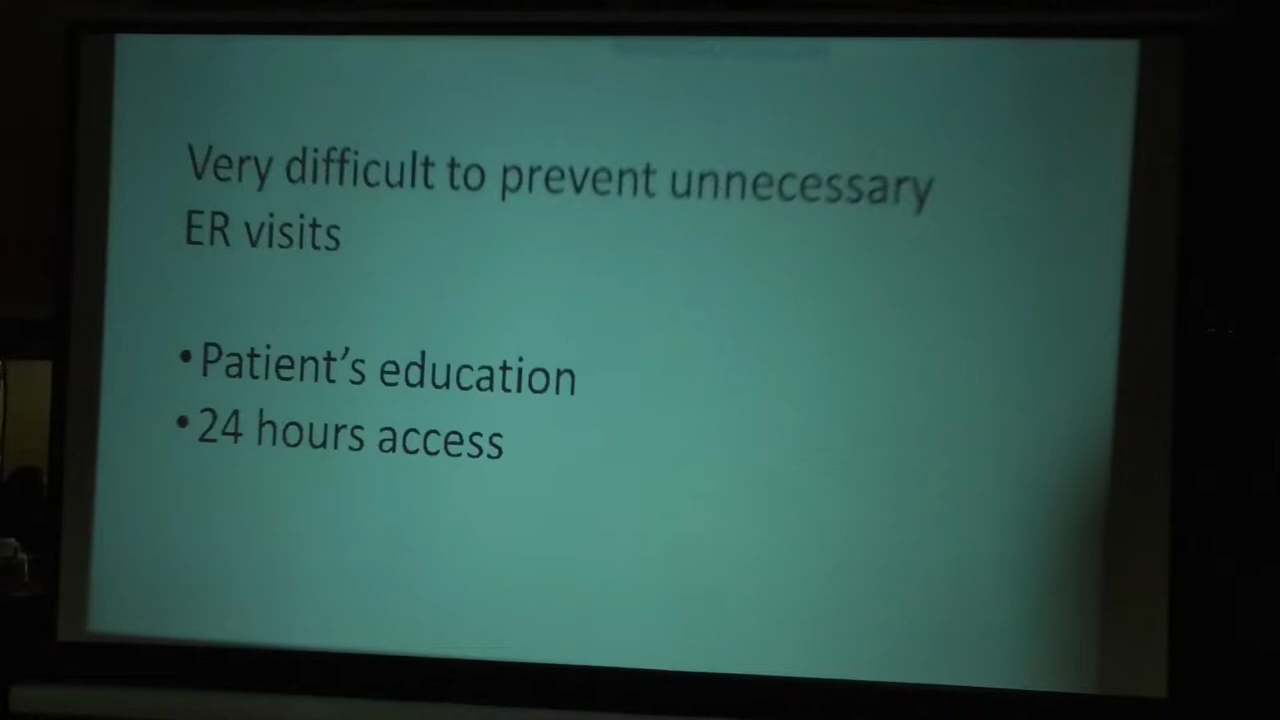 Very difficult to prevent unnecessary
ER visits
• Patient's education
• 24 hours access